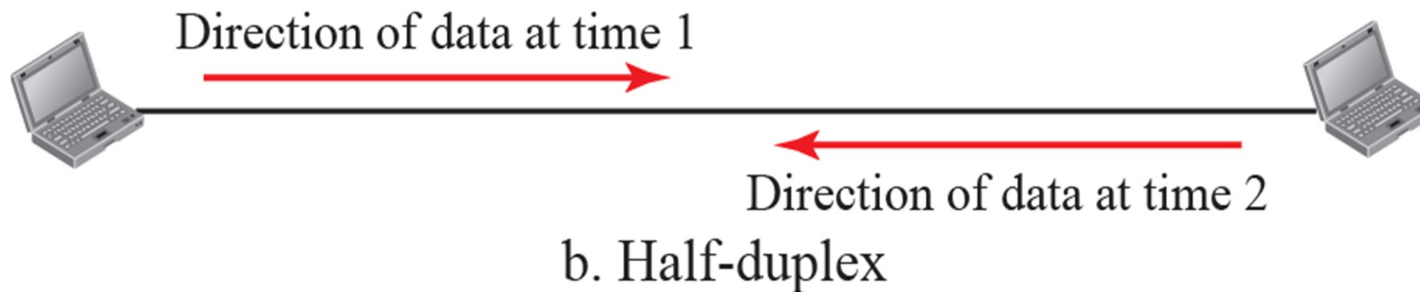 Direction of data at time 1
Direction of data at time 2
b. Half-duplex